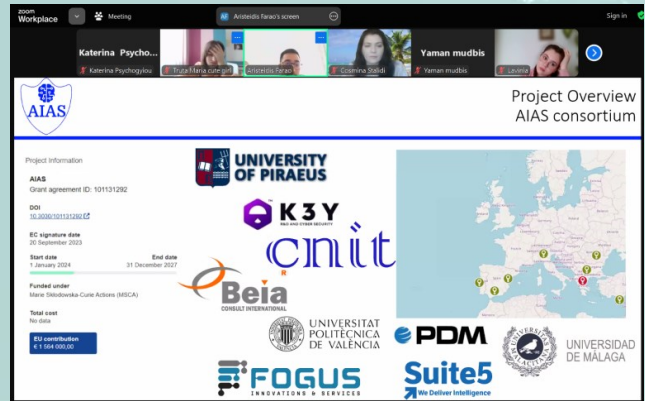 zoom
Workplace
Meeting
Aristeidis Farao's screen
Sign in
Katerina Psycho...
Yaman mudbis
Katerina Psychogyiou
Truta Maria cute girl
Aristeidis Farao
Cosmina Stalidi
Yaman mudbis
Lavinia
AIAS
Project Overview
AIAS consortium
Project Information
AIAS
Grant agreement ID: 101131292
DOI
10.3030/101131292
EC signature date
20 September 2023
Start date
1 January 2024
End date
31 December 2027
Funded under
Marie Skłodowska-Curie Actions (MSCA)
Total cost
No data
EU contribution
€ 1 564 000,00
UNIVERSITY
OF PIRAEUS
K3Y
R&D AND CYBER SECURITY
cnit
Beia
CONSULT INTERNATIONAL
UNIVERSITAT
POLITÈCNICA
DE VALÈNCIA
PDM
UNIVERSIDAD
DE MÁLAGA
FOGUS
INNOVATIONS & SERVICES
Suite5
We Deliver Intelligence